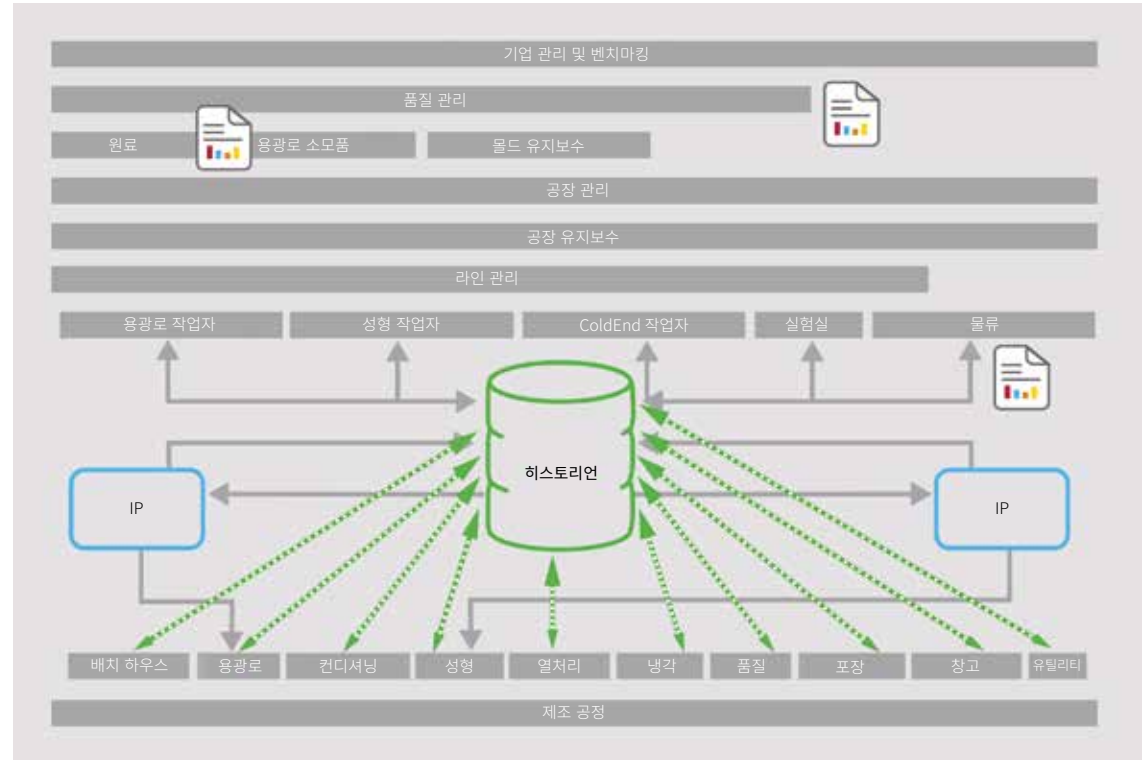 기업 관리 및 벤치마킹
품질 관리
원료
용광로 소모품
몰드 유지보수
공장 관리
공장 유지보수
라인 관리
용광로 작업자
성형 작업자
ColdEnd 작업자
실험실
물류
히스토리언
IP
IP
배치 하우스
용광로
컨디셔닝
성형
열처리
냉각
품질
포장
창고
유틸리티
제조 공정